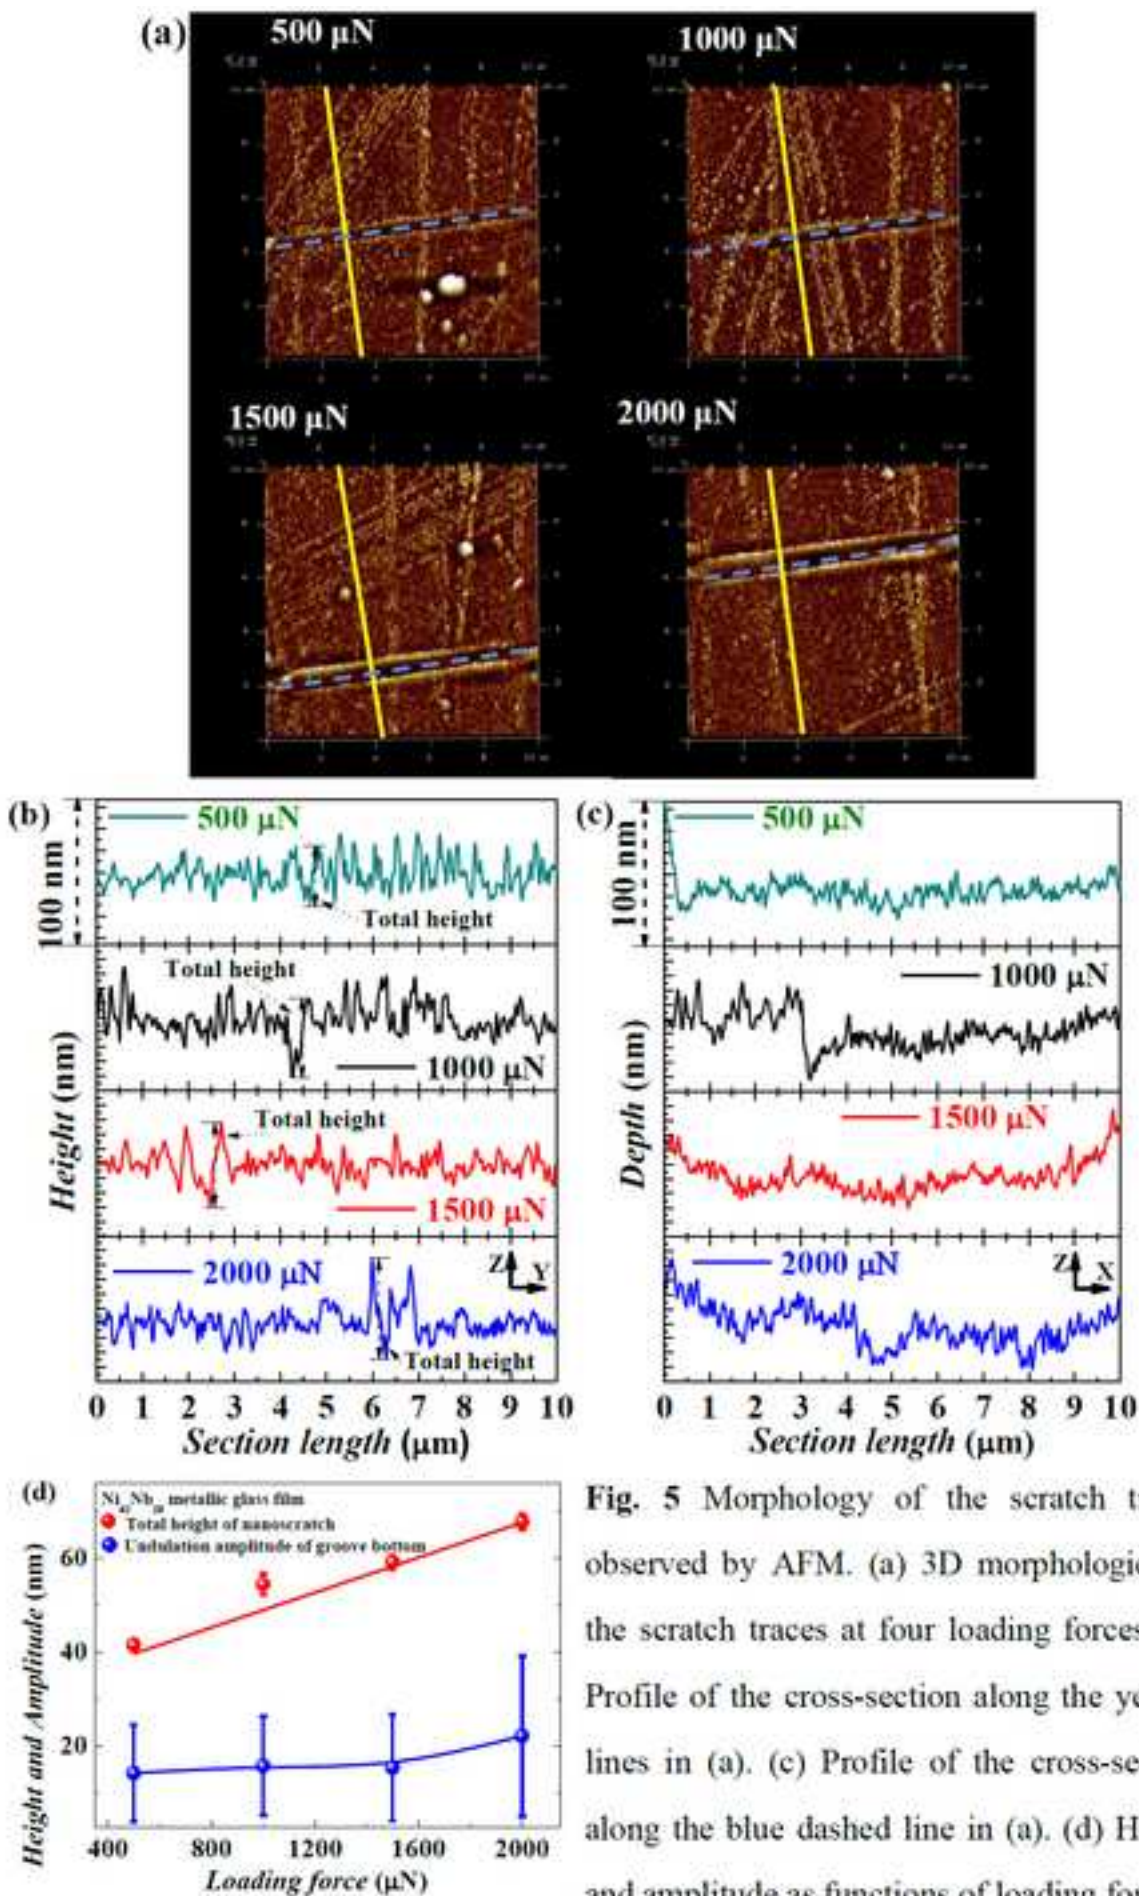 (a)
500 μN
1000 μN
1500 μN
2000 μN
(b)
100 nm
Height (nm)
500 μN
Total height
Total height
1000 μN
Total height
1500 μN
2000 μN
Z
Y
Total height
0 1 2 3 4 5 6 7 8 9 10
Section length (μm)
(c)
100 nm
Depth (nm)
500 μN
1000 μN
1500 μN
2000 μN
Z
X
0 1 2 3 4 5 6 7 8 9 10
Section length (μm)
(d)
metallic glass film
Total height of nanoscratch
Undulation amplitude of groove bottom
Height and Amplitude (nm)
60
40
20
400 800 1200 1600 2000
Loading force (μN)
Fig. 5 Morphology of the scratch
observed by AFM. (a) 3D
the scratch traces at four loading forces
Profile of the cross-section along the
lines in (a). (c) Profile of the
along the blue dashed line in (a). (d)
and amplitude as functions of loading